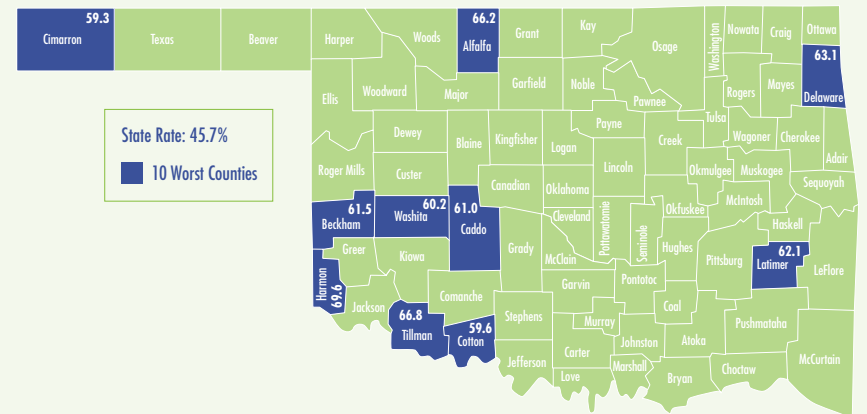 59.3
Cimarron
Texas
Beaver
Harper
Woods
66.2
Alfalfa
Grant
Kay
Osage
Washington
Nowata
Craig
Ottawa
63.1
Delaware
Ellis
Woodward
Major
Garfield
Noble
Pawnee
Rogers
Mayes
State Rate: 45.7%
10 Worst Counties
Dewey
Blaine
Kingfisher
Logan
Payne
Creek
Tulsa
Wagoner
Cherokee
Adair
Roger Mills
Custer
Canadian
Oklahoma
Lincoln
Okmulgee
Muskogee
Sequoyah
61.5
Beckham
60.2
Washita
61.0
Caddo
Grady
Cleveland
McClain
Pottawatomie
Seminole
Okfuskee
Hughes
McIntosh
Haskell
Pittsburg
62.1
Latimer
LeFlore
Greer
Kiowa
Harmon
69.6
Jackson
Comanche
Stephens
Garvin
Pontotoc
Coal
Pushmataha
66.8
Tillman
59.6
Cotton
Murray
Johnston
Atoka
Jefferson
Carter
Love
Marshall
Bryan
Choctaw
McCurtain